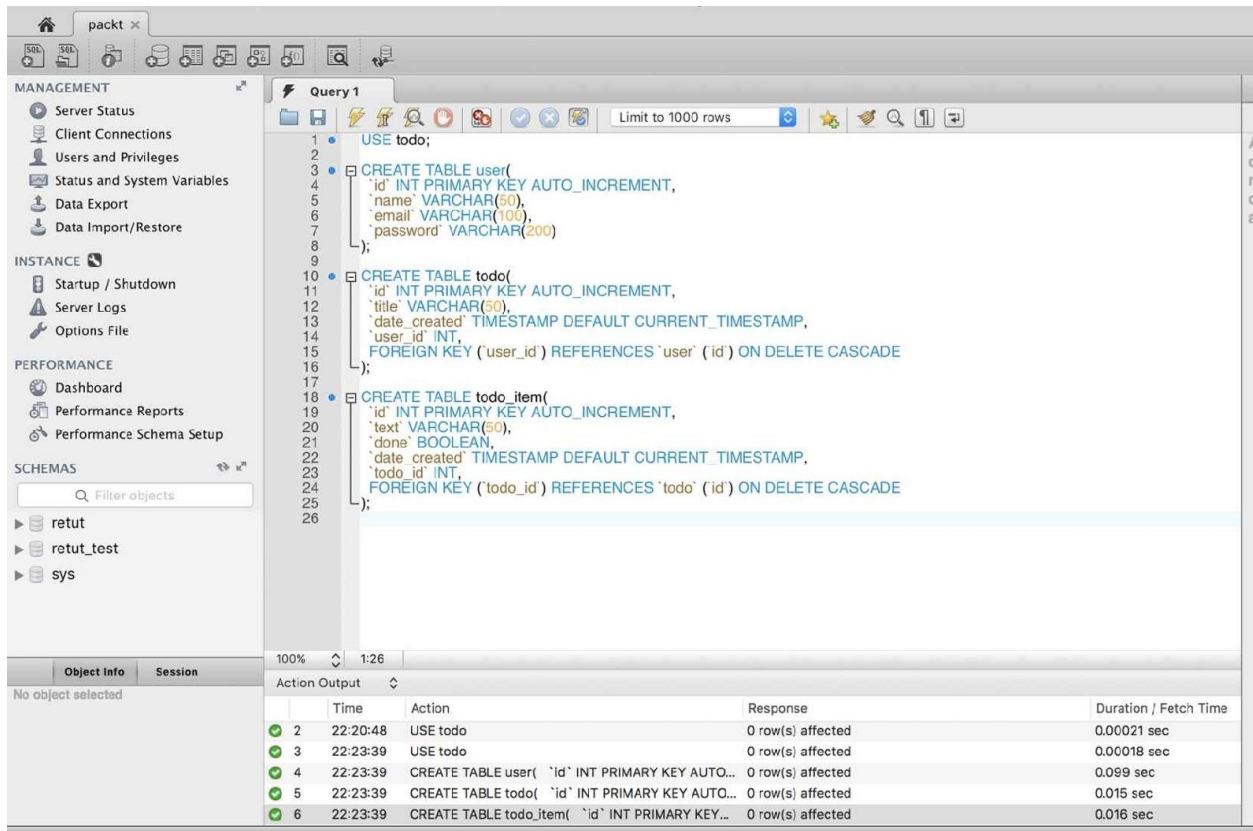 packt
SQL SQL
MANAGEMENT
Server Status
Client Connections
Users and Privileges
Status and System Variables
Data Export
Data Import/Restore
INSTANCE
Startup / Shutdown
Server Logs
Options File
PERFORMANCE
Dashboard
Performance Reports
Performance Schema Setup
SCHEMAS
Filter objects
retut
retut_test
sys
Object Info Session
No object selected
Query 1
Limit to 1000 rows
1 USE todo;
2
3 CREATE TABLE user(
4 `id` INT PRIMARY KEY AUTO_INCREMENT,
5 `name` VARCHAR(50),
6 `email` VARCHAR(100),
7 `password` VARCHAR(200)
8 );
9
10 CREATE TABLE todo(
11 `id` INT PRIMARY KEY AUTO_INCREMENT,
12 `title` VARCHAR(50),
13 `date_created` TIMESTAMP DEFAULT CURRENT_TIMESTAMP,
14 `user_id` INT,
15 FOREIGN KEY (`user_id`) REFERENCES `user` (`id`) ON DELETE CASCADE
16 );
17
18 CREATE TABLE todo_item(
19 `id` INT PRIMARY KEY AUTO_INCREMENT,
20 `text` VARCHAR(50),
21 `done` BOOLEAN,
22 `date_created` TIMESTAMP DEFAULT CURRENT_TIMESTAMP,
23 `todo_id` INT,
24 FOREIGN KEY (`todo_id`) REFERENCES `todo` (`id`) ON DELETE CASCADE
25 );
26
100% 1:26
Action Output
Time Action Response Duration / Fetch Time
2 22:20:48 USE todo 0 row(s) affected 0.00021 sec
3 22:23:39 USE todo 0 row(s) affected 0.00018 sec
4 22:23:39 CREATE TABLE user( `id` INT PRIMARY KEY AUTO... 0 row(s) affected 0.099 sec
5 22:23:39 CREATE TABLE todo( `id` INT PRIMARY KEY AUTO... 0 row(s) affected 0.015 sec
6 22:23:39 CREATE TABLE todo_item( `id` INT PRIMARY KEY... 0 row(s) affected 0.016 sec